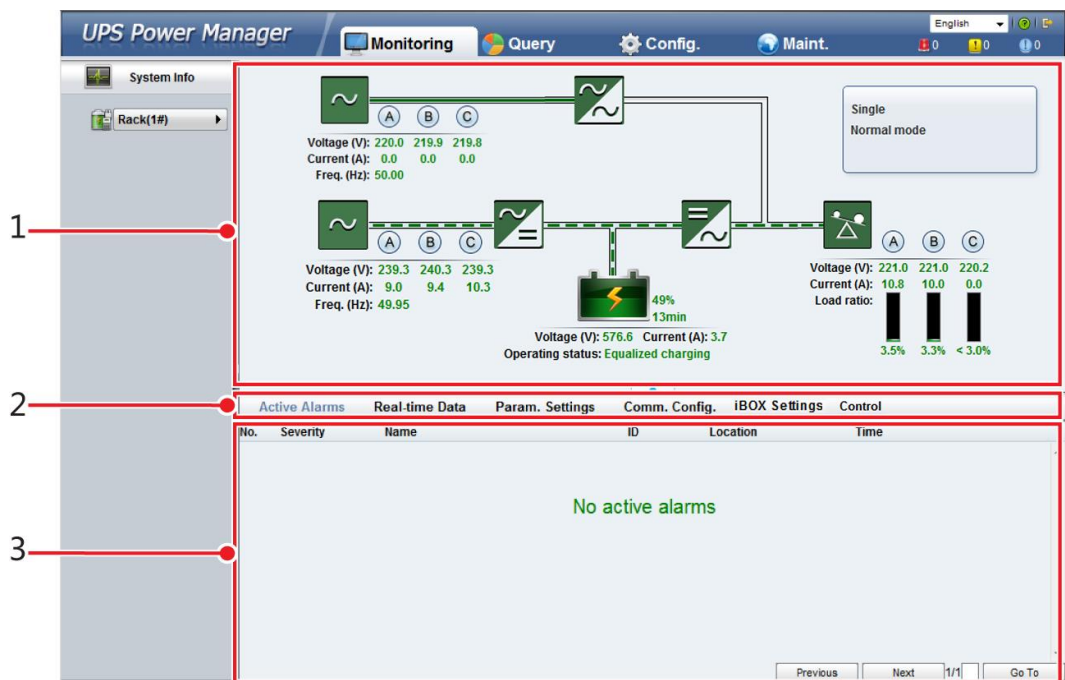 UPS Power Manager
Monitoring
Query
Config.
Maint.
English
0 0 0
System Info
Rack(1#)
Single
Normal mode
A B C
Voltage (V): 220.0 219.9 219.8
Current (A): 0.0 0.0 0.0
Freq. (Hz): 50.00
1
A B C
Voltage (V): 239.3 240.3 239.3
Current (A): 9.0 9.4 10.3
Freq. (Hz): 49.95
49%
13min
Voltage (V): 576.6 Current (A): 3.7
Operating status: Equalized charging
A B C
Voltage (V): 221.0 221.0 220.2
Current (A): 10.8 10.0 0.0
Load ratio:
3.5% 3.3% < 3.0%
2
Active Alarms Real-time Data Param. Settings Comm. Config. iBOX Settings Control
No. Severity Name ID Location Time
No active alarms
3
Previous Next 1/1 Go To